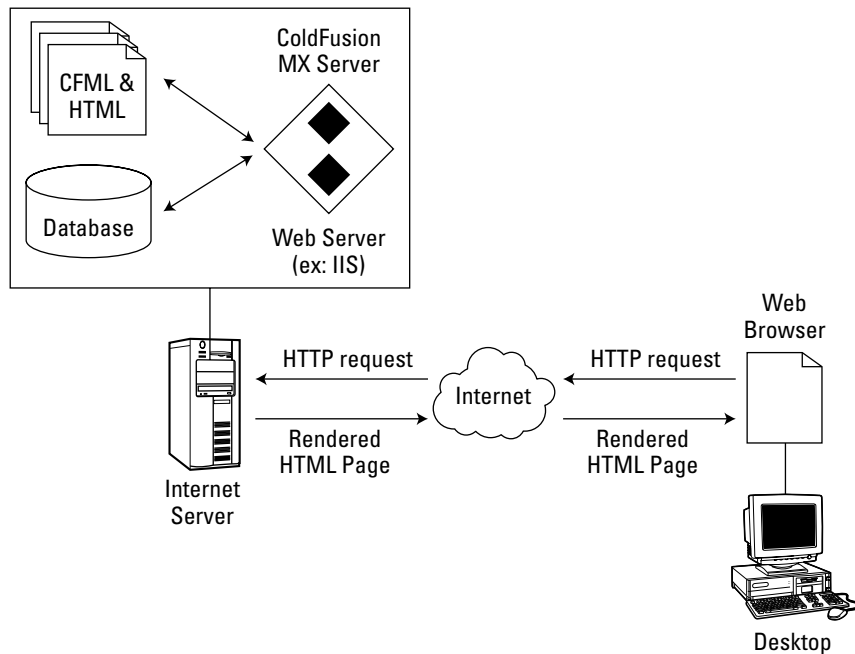 CFML &
HTML
Database
ColdFusion
MX Server
Web Server
(ex: IIS)
Internet
Server
HTTP request
Rendered
HTML Page
Internet
HTTP request
Rendered
HTML Page
Web
Browser
Desktop